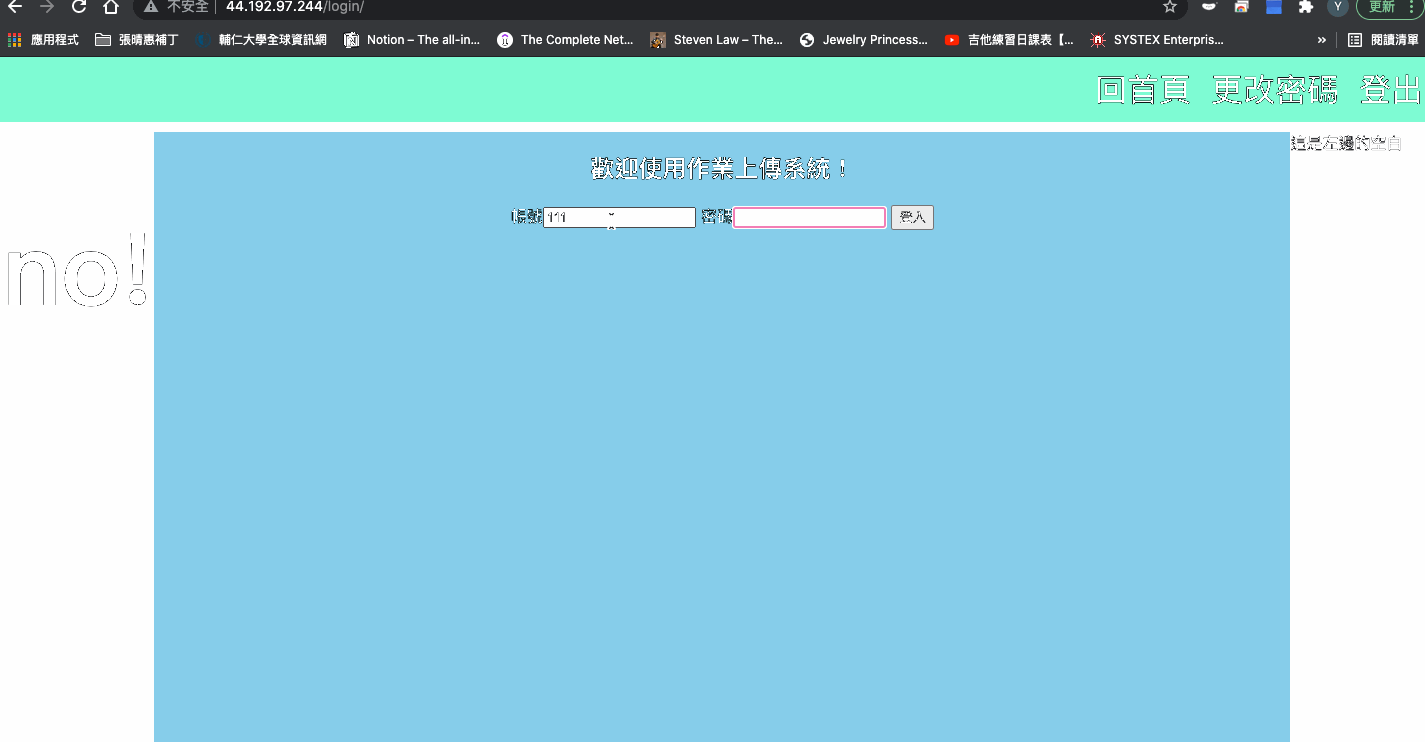 不安全 44.192.97.244/login/ Y 更新
應用程式 張晴惠補丁 輔仁大學全球資訊網 Notion – The all-in... The Complete Net... Steven Law – The... Jewelry Princess... 吉他練習日課表【... SYSTEX Enterpris... » 閱讀清單
回首頁 更改密碼 登出
這是左邊的空白
歡迎使用作業上傳系統！
帳號 111 密碼 登入
no!